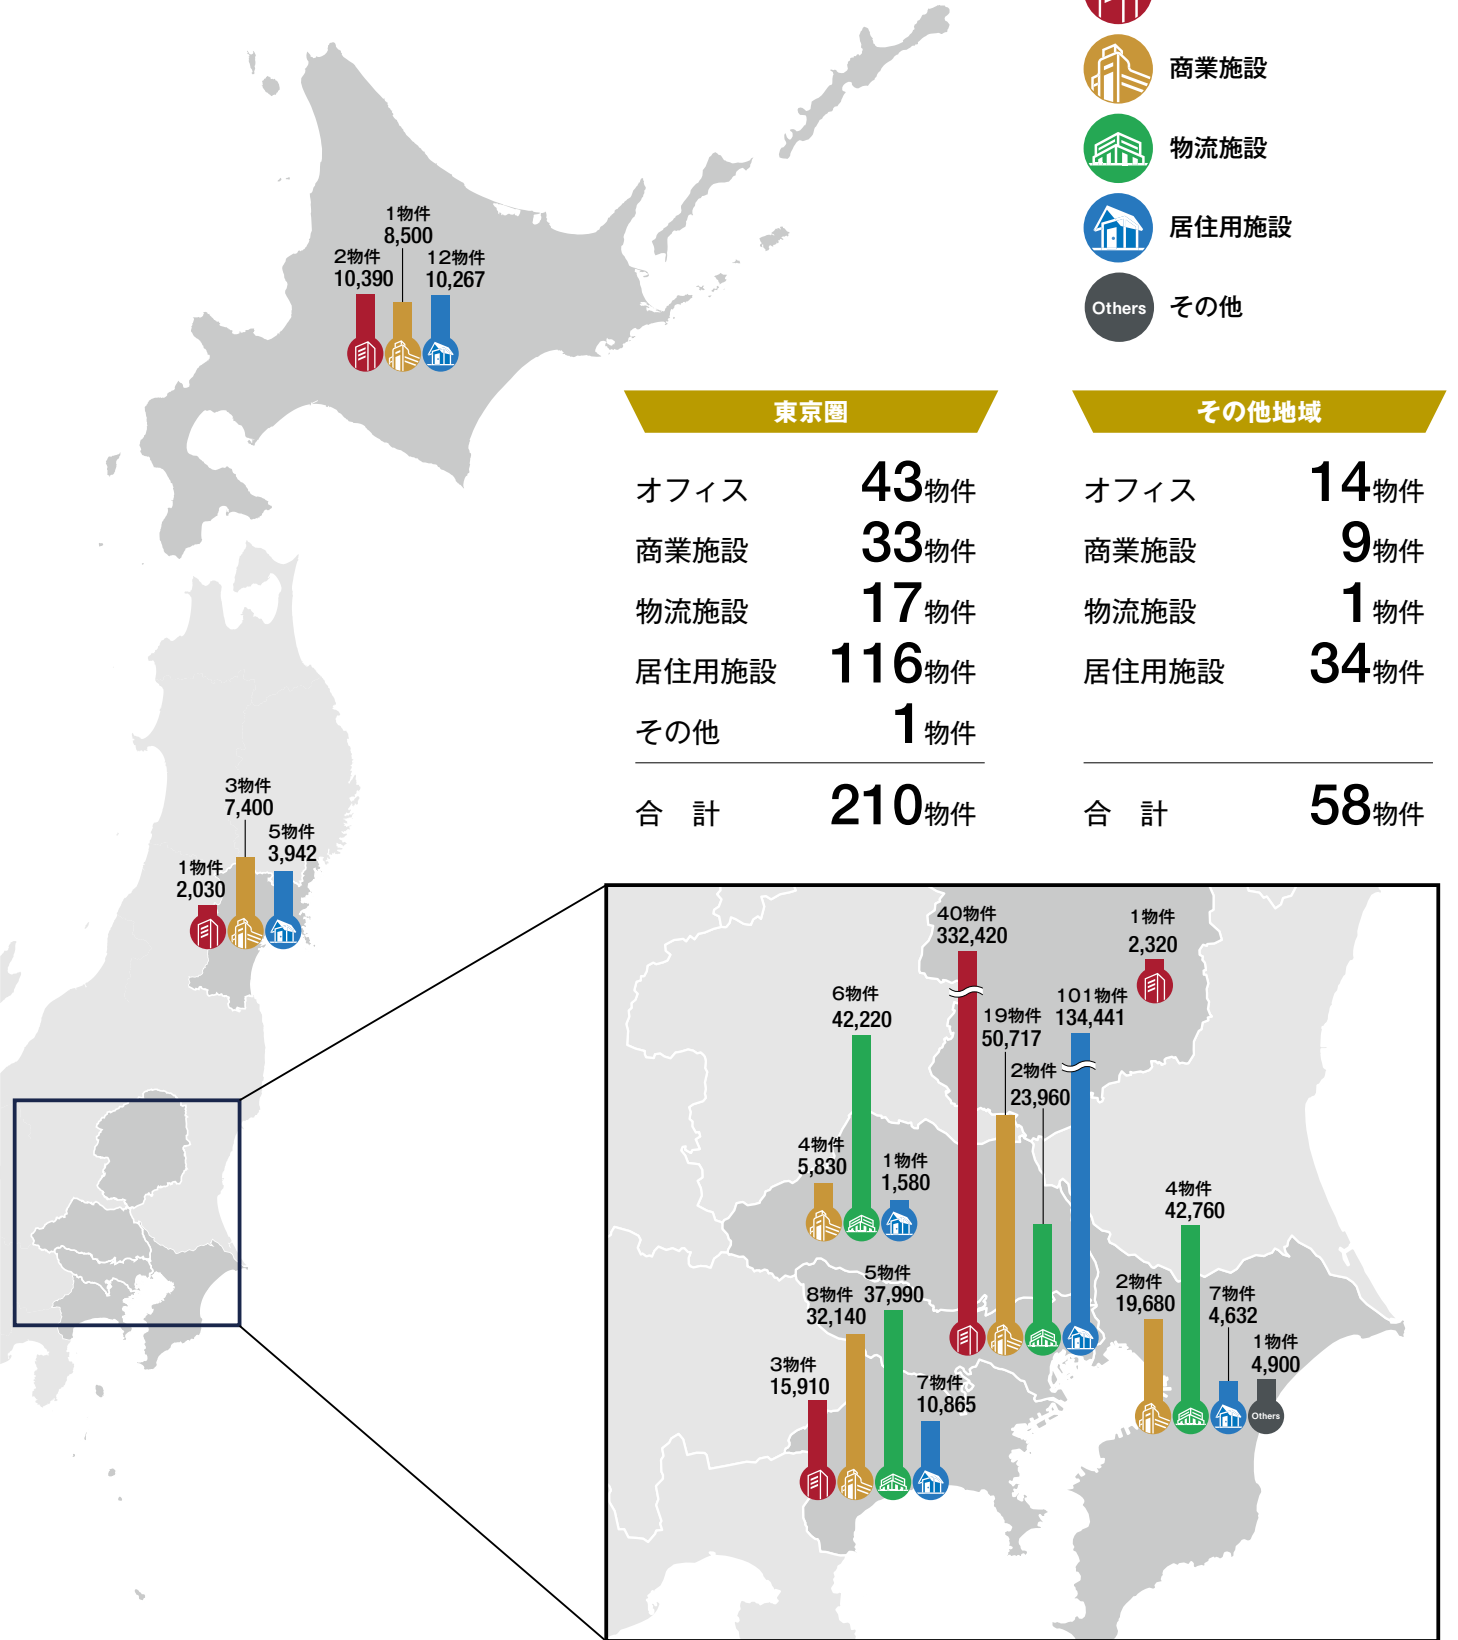 商業施設
物流施設
居住用施設
Others その他
1物件
8,500
2物件
10,390
12物件
10,267
東京圏
オフィス 43物件
商業施設 33物件
物流施設 17物件
居住用施設 116物件
その他 1物件
合 計 210物件
その他地域
オフィス 14物件
商業施設 9物件
物流施設 1物件
居住用施設 34物件
合 計 58物件
3物件
7,400
5物件
3,942
1物件
2,030
40物件
332,420
1物件
2,320
6物件
42,220
19物件
50,717
101物件
134,441
2物件
23,960
4物件
5,830
1物件
1,580
4物件
42,760
5物件
37,990
8物件
32,140
2物件
19,680
7物件
4,632
1物件
4,900
3物件
15,910
7物件
10,865
Others